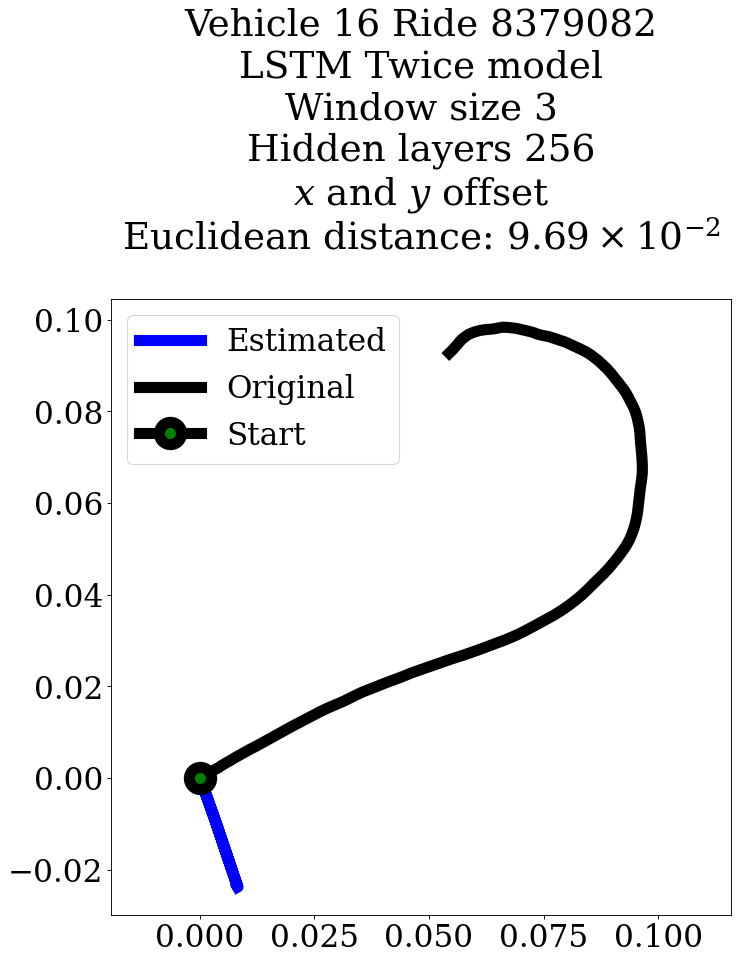 Vehicle 16 Ride 8379082
LSTM Twice model
Window size 3
Hidden layers 256
x and y offset
Euclidean distance: 9.69 × 10⁻²
Estimated
Original
Start
0.10
0.08
0.06
0.04
0.02
0.00
−0.02
0.000 0.025 0.050 0.075 0.100